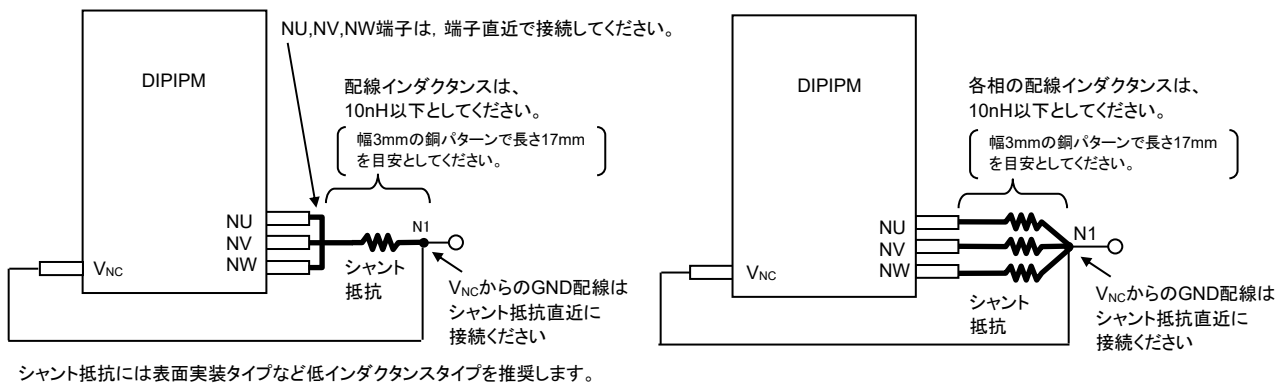 NU,NV,NW端子は, 端子直近で接続してください。
DIPIPM
配線インダクタンスは、
10nH以下としてください。
幅3mmの銅パターンで長さ17mm
を目安としてください。
NU
NV
NW
N1
VNC
シャント
抵抗
VNCからのGND配線は
シャント抵抗直近に
接続ください
DIPIPM
各相の配線インダクタンスは、
10nH以下としてください。
幅3mmの銅パターンで長さ17mm
を目安としてください。
NU
NV
NW
N1
VNC
シャント
抵抗
VNCからのGND配線は
シャント抵抗直近に
接続ください
シャント抵抗には表面実装タイプなど低インダクタンスタイプを推奨します。